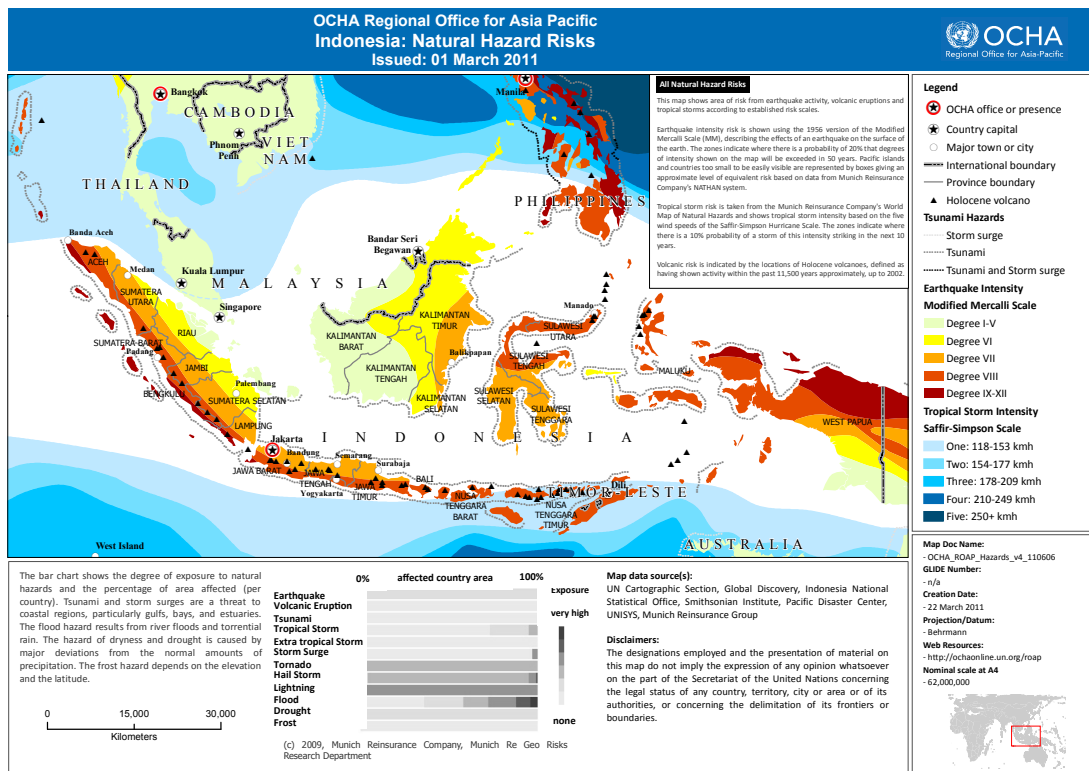 OCHA Regional Office for Asia Pacific
Indonesia: Natural Hazard Risks
Issued: 01 March 2011
OCHA
Regional Office for Asia-Pacific
All Natural Hazard Risks
This map shows area of risk from earthquake activity, volcanic eruptions and
tropical storms according to established risk scales.
Earthquake intensity risk is shown using the 1956 version of the Modified
Mercalli Scale (MM), describing the effects of an earthquake on the surface of
the earth. The zones indicate where there is a probability of 20% that degrees
of intensity shown on the map will be exceeded in 50 years. Pacific islands
and countries too small to be easily visible are represented by boxes giving an
approximate level of equivalent risk based on data from Munich Reinsurance
Company's NATHAN system.
Tropical storm risk is taken from the Munich Reinsurance Company's World
Map of Natural Hazards and shows tropical storm intensity based on the five
wind speeds of the Saffir-Simpson Hurricane Scale. The zones indicate where
there is a 10% probability of a storm of this intensity striking in the next 10
years.
Volcanic risk is indicated by the locations of Holocene volcanoes, defined as
having shown activity within the past 11,500 years approximately, up to 2002.
Bangkok
CAMBODIA
Phnom
Penh
VIET
NAM
THAILAND
Manila
PHILIPPINES
Banda Aceh
ACEH
Medan
SUMATERA
UTARA
Kuala Lumpur
MALAYSIA
Singapore
Bandar Seri
Begawan
RIAU
SUMATERA BARAT
Padang
JAMBI
BENGKULU
Palembang
SUMATERA SELATAN
LAMPUNG
KALIMANTAN
BARAT
KALIMANTAN
TIMUR
KALIMANTAN
TENGAH
KALIMANTAN
SELATAN
Balikpapan
Manado
SULAWESI
UTARA
SULAWESI
TENGAH
SULAWESI
SELATAN
SULAWESI
TENGGARA
MALUKU
WEST PAPUA
INDONESIA
Jakarta
Bandung
JAWA BARAT
Semarang
JAWA
TENGAH
Yogyakarta
Surabaja
JAWA
TIMUR
BALI
NUSA
TENGGARA
BARAT
NUSA
TENGGARA
TIMUR
Dili
TIMOR-LESTE
West Island
AUSTRALIA
Legend
OCHA office or presence
Country capital
Major town or city
International boundary
Province boundary
Holocene volcano
Tsunami Hazards
Storm surge
Tsunami
Tsunami and Storm surge
Earthquake Intensity
Modified Mercalli Scale
Degree I-V
Degree VI
Degree VII
Degree VIII
Degree IX-XII
Tropical Storm Intensity
Saffir-Simpson Scale
One: 118-153 kmh
Two: 154-177 kmh
Three: 178-209 kmh
Four: 210-249 kmh
Five: 250+ kmh
Map Doc Name:
- OCHA_ROAP_Hazards_v4_110606
GLIDE Number:
- n/a
Creation Date:
- 22 March 2011
Projection/Datum:
- Behrmann
Web Resources:
- http://ochaonline.un.org/roap
Nominal scale at A4
- 62,000,000
The bar chart shows the degree of exposure to natural
hazards and the percentage of area affected (per
country). Tsunami and storm surges are a threat to
coastal regions, particularly gulfs, bays, and estuaries.
The flood hazard results from river floods and torrential
rain. The hazard of dryness and drought is caused by
major deviations from the normal amounts of
precipitation. The frost hazard depends on the elevation
and the latitude.
0 15,000 30,000
Kilometers
0% affected country area 100%
Earthquake
Volcanic Eruption
Tsunami
Tropical Storm
Extra tropical Storm
Storm Surge
Tornado
Hail Storm
Lightning
Flood
Drought
Frost
Exposure
very high
none
(c) 2009, Munich Reinsurance Company, Munich Re Geo Risks
Research Department
Map data source(s):
UN Cartographic Section, Global Discovery, Indonesia National
Statistical Office, Smithsonian Institute, Pacific Disaster Center,
UNISYS, Munich Reinsurance Group
Disclaimers:
The designations employed and the presentation of material on
this map do not imply the expression of any opinion whatsoever
on the part of the Secretariat of the United Nations concerning
the legal status of any country, territory, city or area or of its
authorities, or concerning the delimitation of its frontiers or
boundaries.